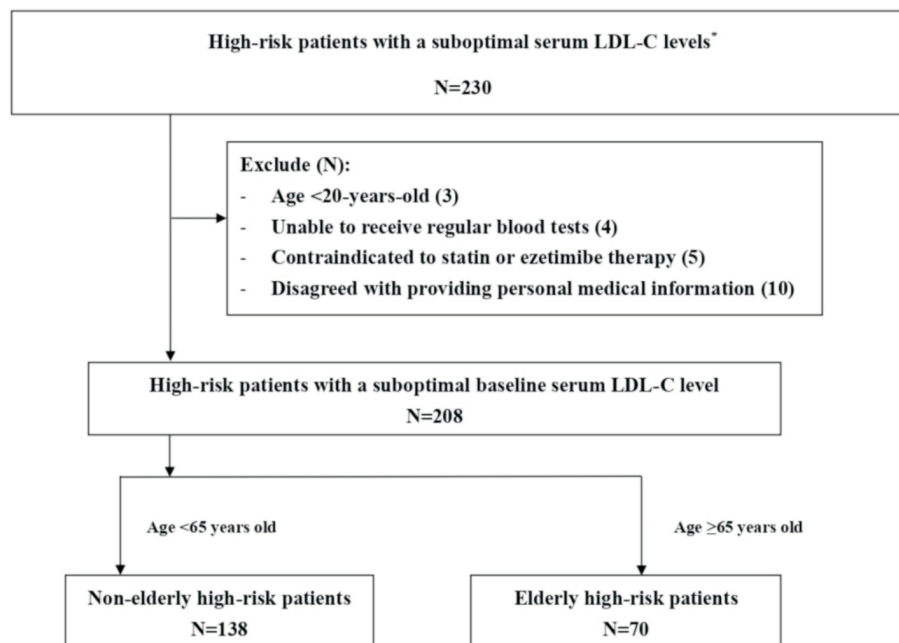 High-risk patients with a suboptimal serum LDL-C levels*
N=230
Exclude (N):
- Age <20-years-old (3)
- Unable to receive regular blood tests (4)
- Contraindicated to statin or ezetimibe therapy (5)
- Disagreed with providing personal medical information (10)
High-risk patients with a suboptimal baseline serum LDL-C level
N=208
Age <65 years old
Age ≥65 years old
Non-elderly high-risk patients
N=138
Elderly high-risk patients
N=70